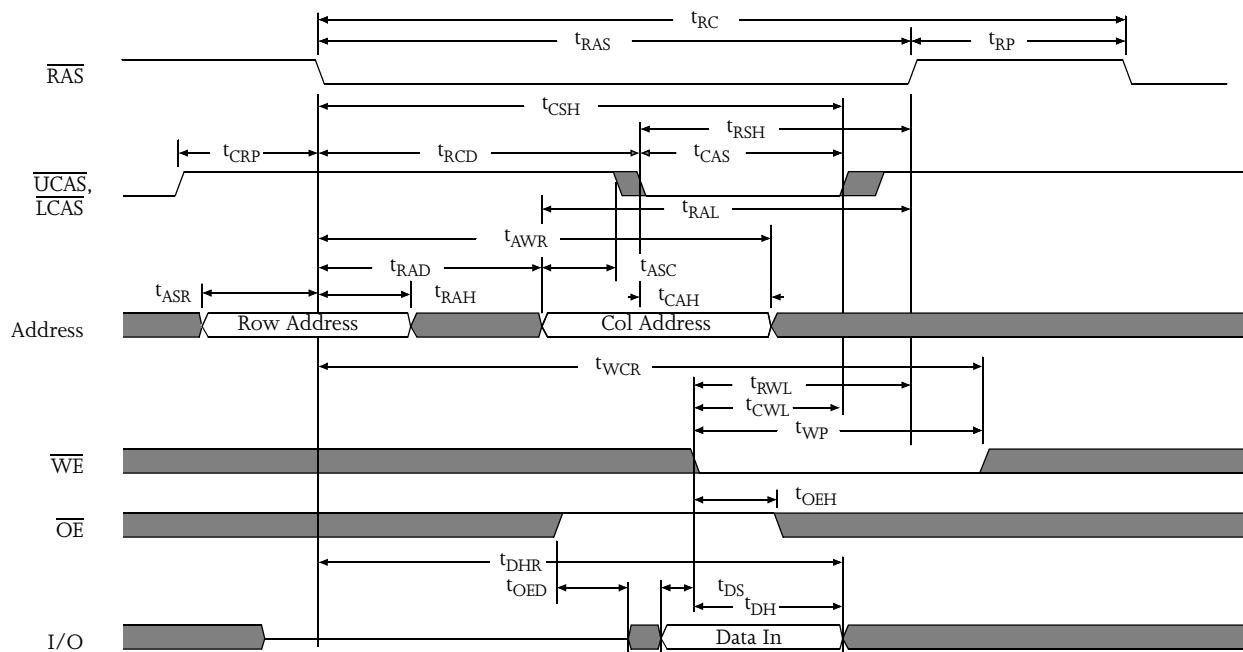 tRC
tRAS
tRP
RAS
tCSH
tRSH
tCRP
tRCD
tCAS
UCAS,
LCAS
tRAL
tAWR
tRAD
tASC
tASR
tRAH
tCAH
Address
Row Address
Col Address
tWCR
tRWL
tCWL
tWP
WE
tOEH
OE
tDHR
tOED
tDS
tDH
I/O
Data In